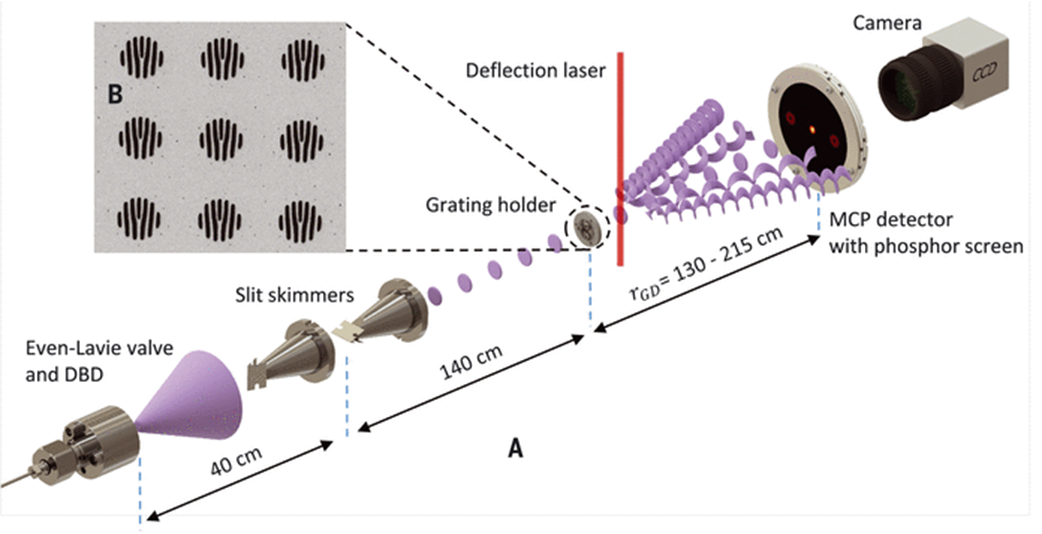 Camera
CCD
Deflection laser
B
Grating holder
MCP detector
with phosphor screen
r_GD= 130 - 215 cm
Slit skimmers
140 cm
Even-Lavie valve
and DBD
40 cm
A